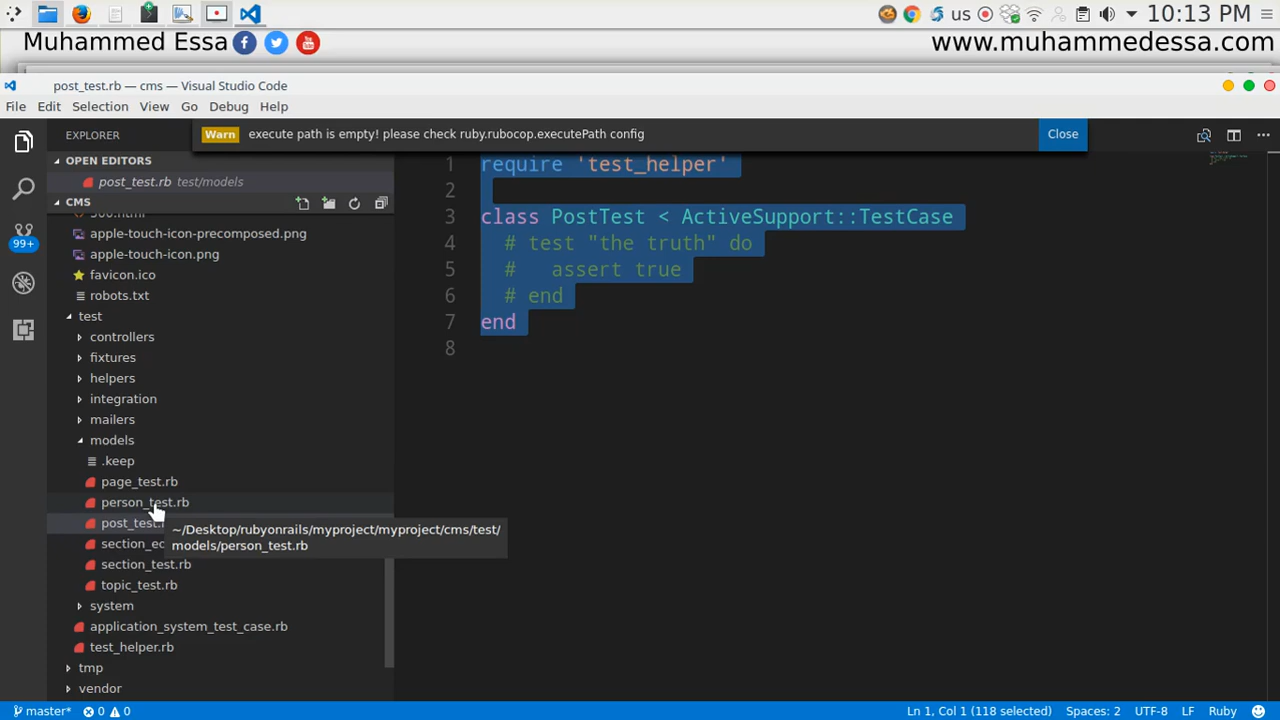 us 10:13 PM
Muhammed Essa www.muhammedessa.com
post_test.rb — cms — Visual Studio Code
File Edit Selection View Go Debug Help
EXPLORER
Warn execute path is empty! please check ruby.rubocop.executePath config Close
OPEN EDITORS
post_test.rb test/models
CMS
apple-touch-icon-precomposed.png
apple-touch-icon.png
favicon.ico
robots.txt
test
controllers
fixtures
helpers
integration
mailers
models
.keep
page_test.rb
person_test.rb
post_test.
section_ec
section_test.rb
topic_test.rb
system
application_system_test_case.rb
test_helper.rb
tmp
vendor
99+
1 require 'test_helper'
2
3 class PostTest < ActiveSupport::TestCase
4 # test "the truth" do
5 # assert true
6 # end
7 end
8
~/Desktop/rubyonrails/myproject/myproject/cms/test/
models/person_test.rb
master* 0 0 Ln 1, Col 1 (118 selected) Spaces: 2 UTF-8 LF Ruby